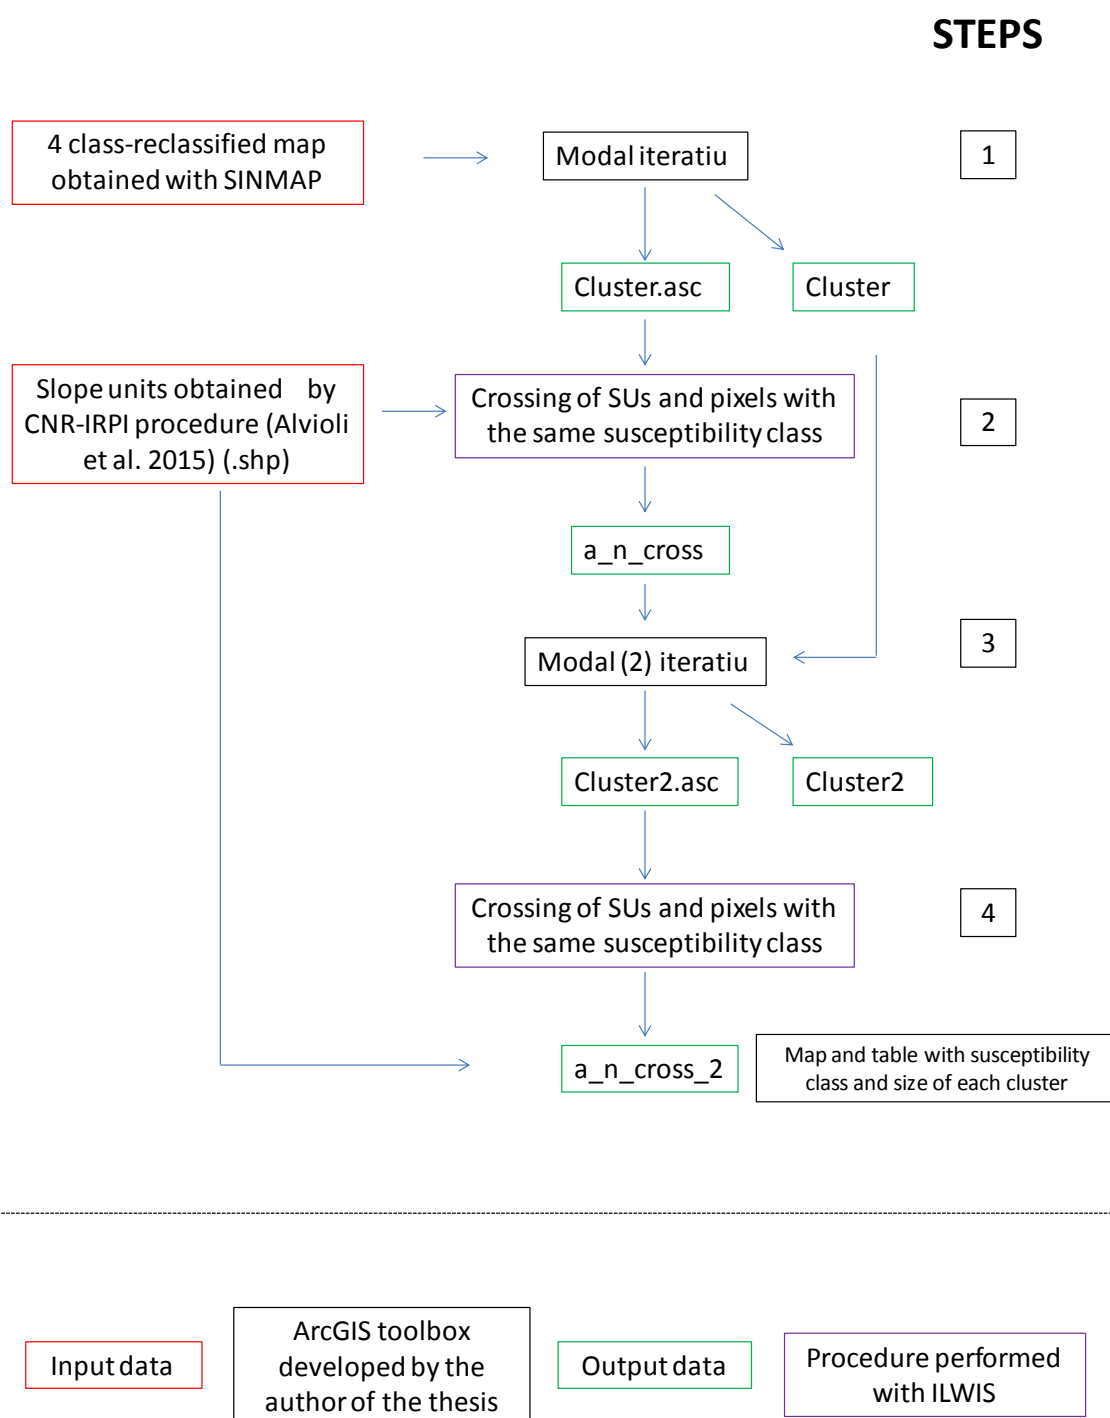 STEPS
4 class-reclassified map
obtained with SINMAP
Modal iteratiu
1
Cluster.asc
Cluster
Slope units obtained by
CNR-IRPI procedure (Alvioli
et al. 2015) (.shp)
Crossing of SUs and pixels with
the same susceptibility class
2
a_n_cross
Modal (2) iteratiu
3
Cluster2.asc
Cluster2
Crossing of SUs and pixels with
the same susceptibility class
4
a_n_cross_2
Map and table with susceptibility
class and size of each cluster
Input data
ArcGIS toolbox
developed by the
author of the thesis
Output data
Procedure performed
with ILWIS